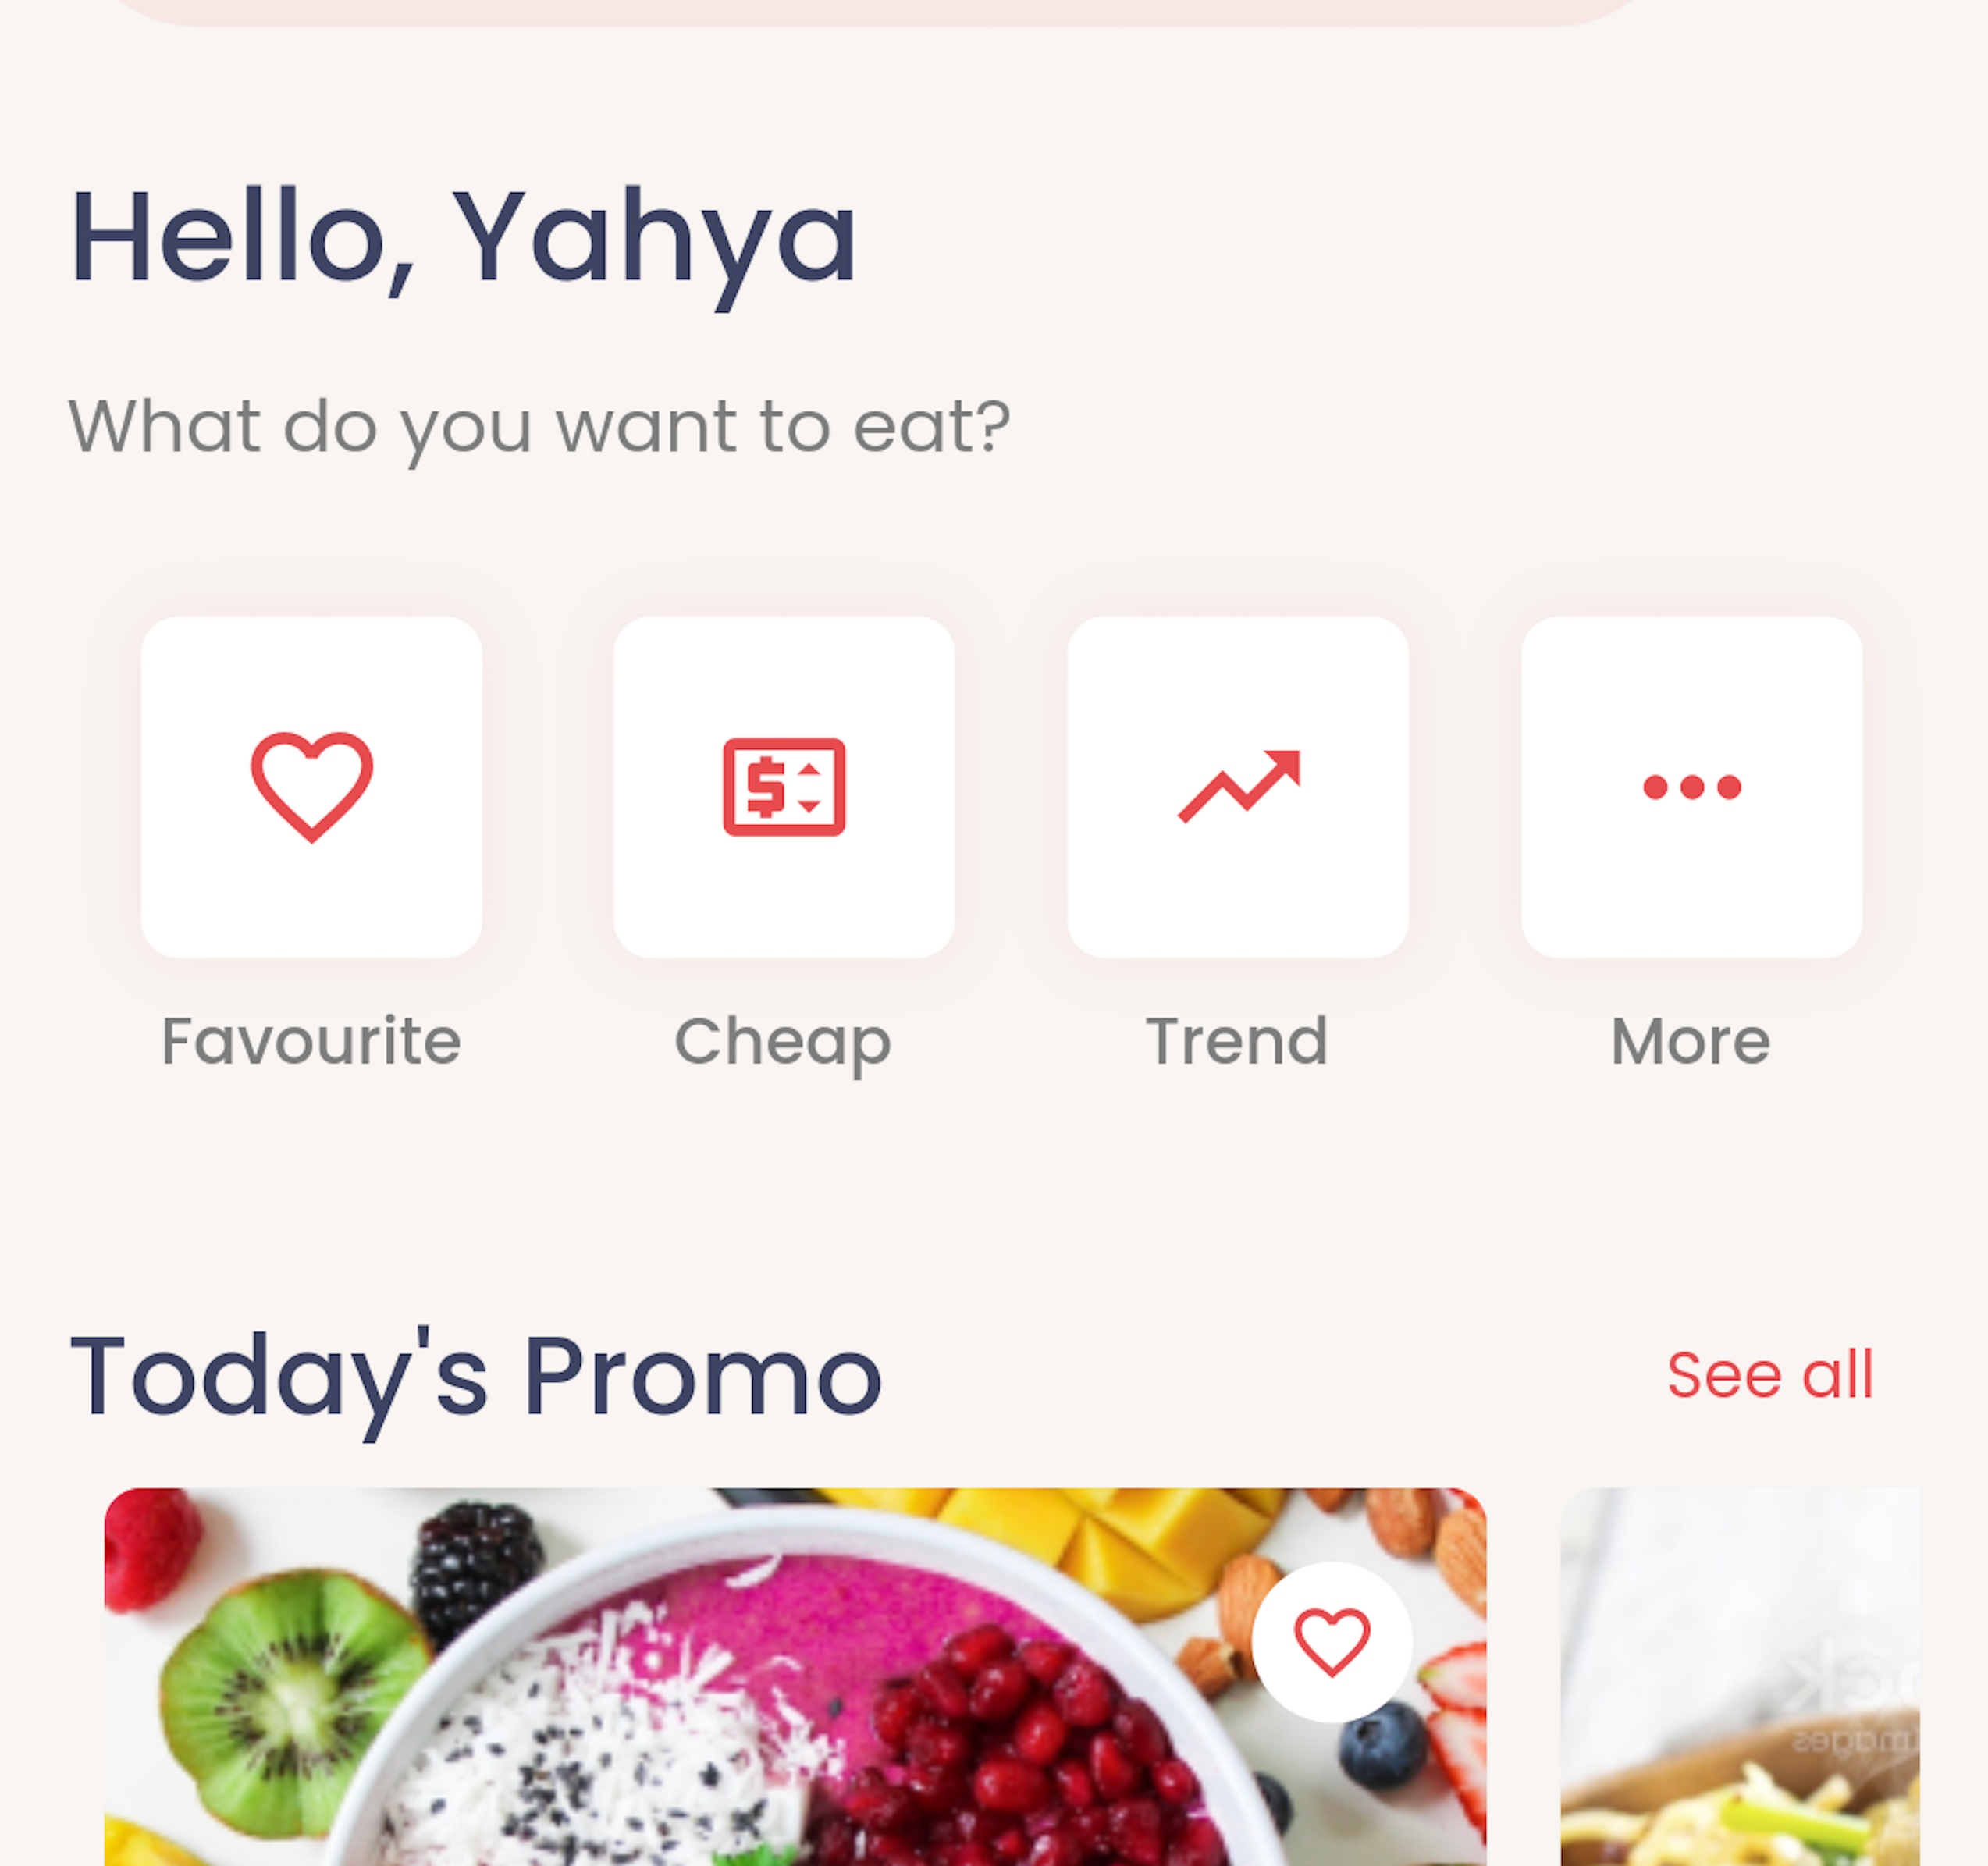 Hello, Yahya
What do you want to eat?
Favourite Cheap Trend More
Today's Promo See all